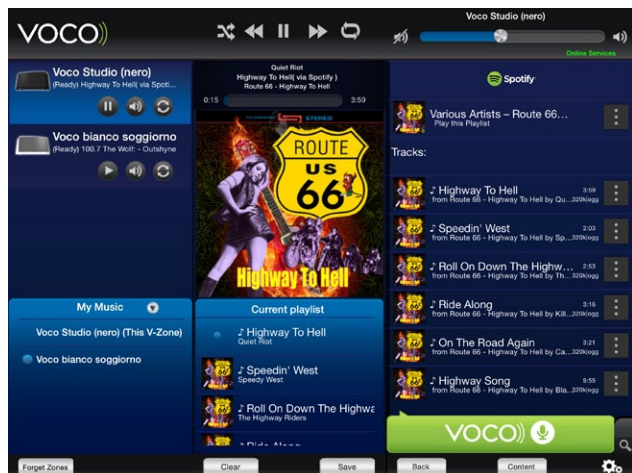 VOCO
Voco Studio (nero)
Online Services
Voco Studio (nero)
(Ready) Highway To Hell( via Spoti...
Voco bianco soggiorno
(Ready) 100.7 The Wolf: - Outshyne
Quiet Riot
Highway To Hell( via Spotify )
Route 66 - Highway To Hell
0:15
3:59
STEREO
ROUTE
US
66
Highway To Hell
Spotify
Various Artists – Route 66...
Play this Playlist
Tracks:
♪ Highway To Hell
3:59
from Route 66 - Highway To Hell by Qu...320k|ogg
♪ Speedin' West
2:03
from Route 66 - Highway To Hell by Sp...320k|ogg
♪ Roll On Down The Highw...
2:53
from Route 66 - Highway To Hell by Th...320k|ogg
♪ Ride Along
3:16
from Route 66 - Highway To Hell by Kill...320k|ogg
♪ On The Road Again
3:21
from Route 66 - Highway To Hell by Ca...320k|ogg
♪ Highway Song
9:55
from Route 66 - Highway To Hell by Bla...320k|ogg
My Music
Voco Studio (nero) (This V-Zone)
Voco bianco soggiorno
Current playlist
♪ Highway To Hell
Quiet Riot
♪ Speedin' West
Speedy West
♪ Roll On Down The Highwa
The Highway Riders
♪ Ride Along
VOCO
Forget Zones
Clear
Save
Back
Content